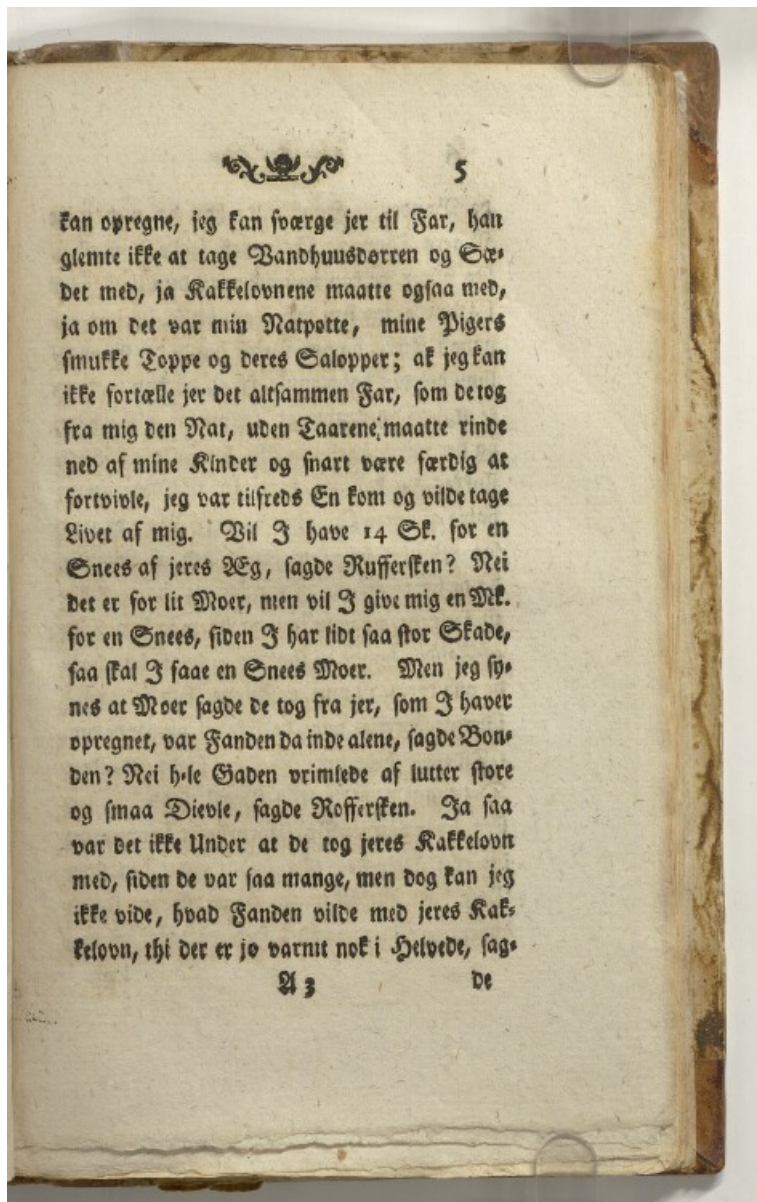 5
kan opregne, jeg kan sværge jer til Far, han
glemte ikke at tage Vandhuusdørren og Sæ-
det med, ja Kakkelovnene maatte ogsaa med,
ja om det var min Natpotte, mine Pigers
smukke Toppe og deres Salopper; ak jeg kan
ikke fortælle jer det altsammen Far, som de tog
fra mig den Nat, uden Taarene maatte rinde
ned af mine Kinder og snart være færdig at
fortvivle, jeg var tilfreds En kom og vilde tage
Livet af mig. Vil I have 14 Sk. for en
Snees af jeres Æg, sagde Ruffersken? Nei
det er for lit Moer, men vil I give mig en Mk.
for en Snees, siden I har lidt saa stor Skade,
saa skal I faae en Snees Moer. Men jeg sy-
nes at Moer sagde de tog fra jer, som I haver
opregnet, var Fanden da inde alene, sagde Bon-
den? Nei h-le Gaden vrimlede af lutter store
og smaa Dievle, sagde Roffersken. Ja saa
var det ikke Under at de tog jeres Kakkelovn
med, siden de var saa mange, men dog kan jeg
ikke vide, hvad Fanden vilde med jeres Kak-
kelovn, thi der er jo varmt nok i Helvede, sag-
A 3 de